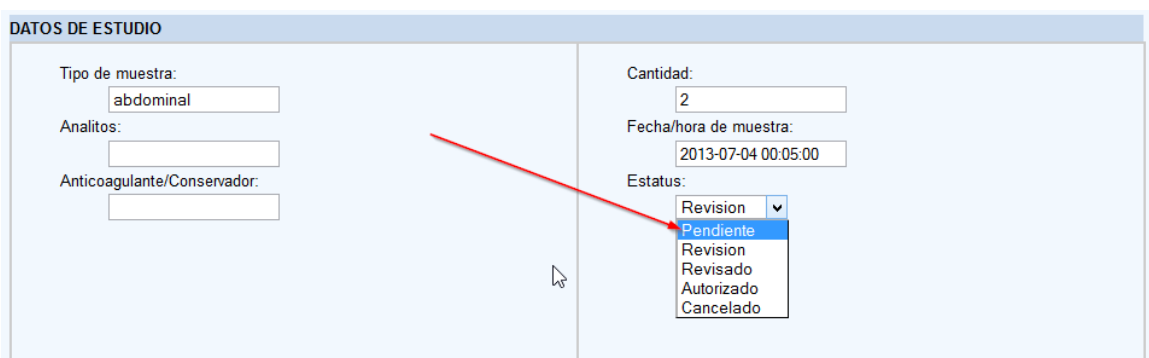 DATOS DE ESTUDIO
Tipo de muestra:
abdominal
Analitos:
Anticoagulante/Conservador:
Cantidad:
2
Fecha/hora de muestra:
2013-07-04 00:05:00
Estatus:
Revision
Pendiente
Revision
Revisado
Autorizado
Cancelado